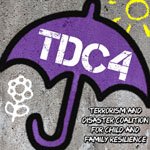 TDC4
TERRORISM AND
DISASTER COALITION
FOR CHILD AND
FAMILY RESILIENCE